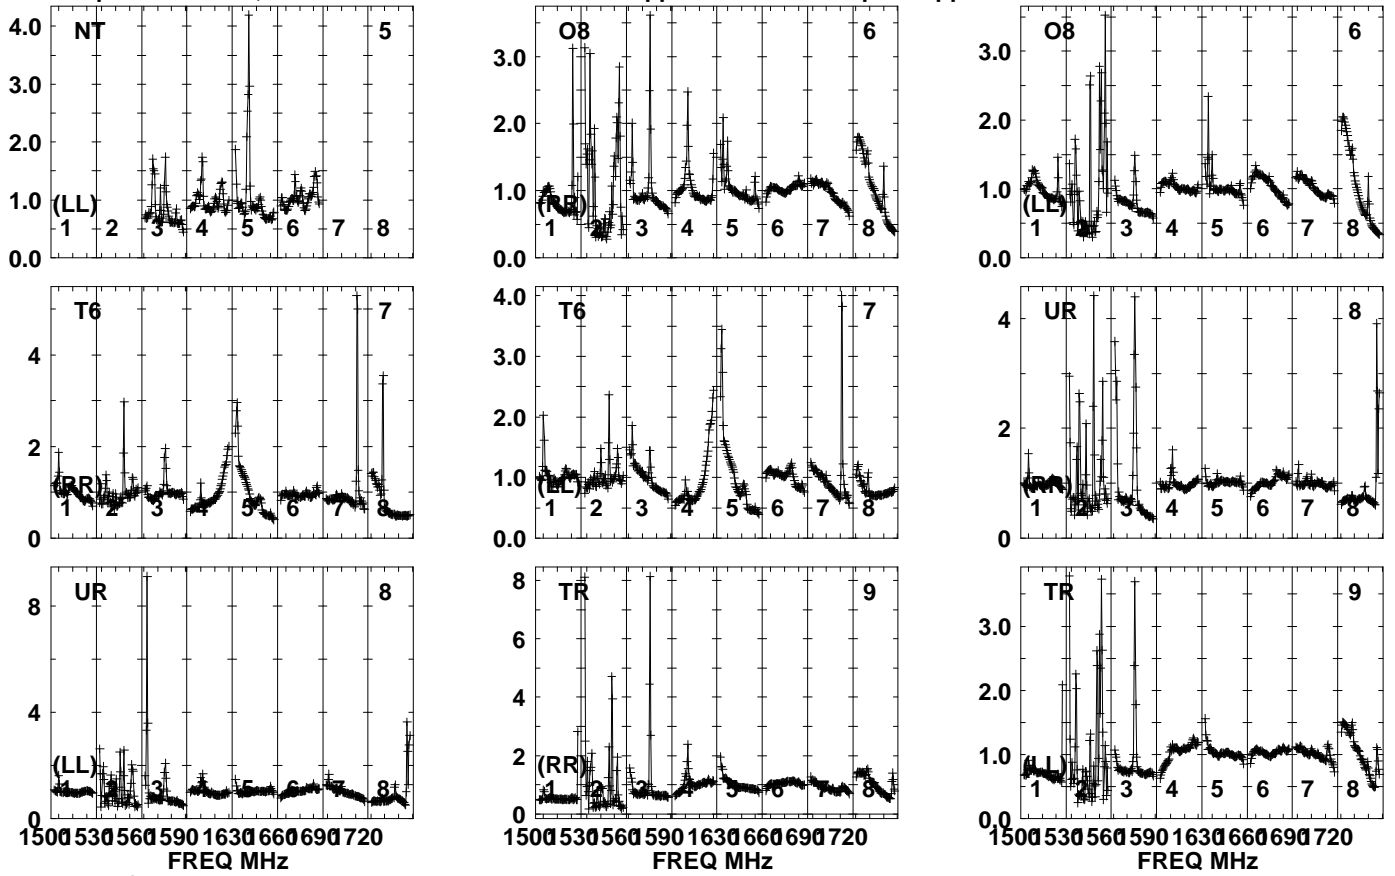 NT 5 O8 6 O8 6
4.0
3.0 3.0 3.0
2.0 2.0 2.0
1.0 (LL) 1.0 (RR) 1.0 (LL)
1 2 3 4 5 6 7 8 1 2 3 4 5 6 7 8 1 2 3 4 5 6 7 8
0.0 0.0 0.0
T6 7 T6 7 UR 8
4 4.0 4
3.0
2 2.0 2
(RR) 1.0 (LL) (RR)
1 2 3 4 5 6 7 8 1 2 3 4 5 6 7 8 1 2 3 4 5 6 7 8
0 0.0 0
UR 8 TR 9 TR 9
8 8
6 3.0
4 4 2.0
(LL) 2 (RR) 1.0 (LL)
1 2 3 4 5 6 7 8 1 2 3 4 5 6 7 8 1 2 3 4 5 6 7 8
0 0 0.0
1500 1530 1560 1590 1630 1660 1690 1720 1500 1530 1560 1590 1630 1660 1690 1720 1500 1530 1560 1590 1630 1660 1690 1720
FREQ MHz FREQ MHz FREQ MHz